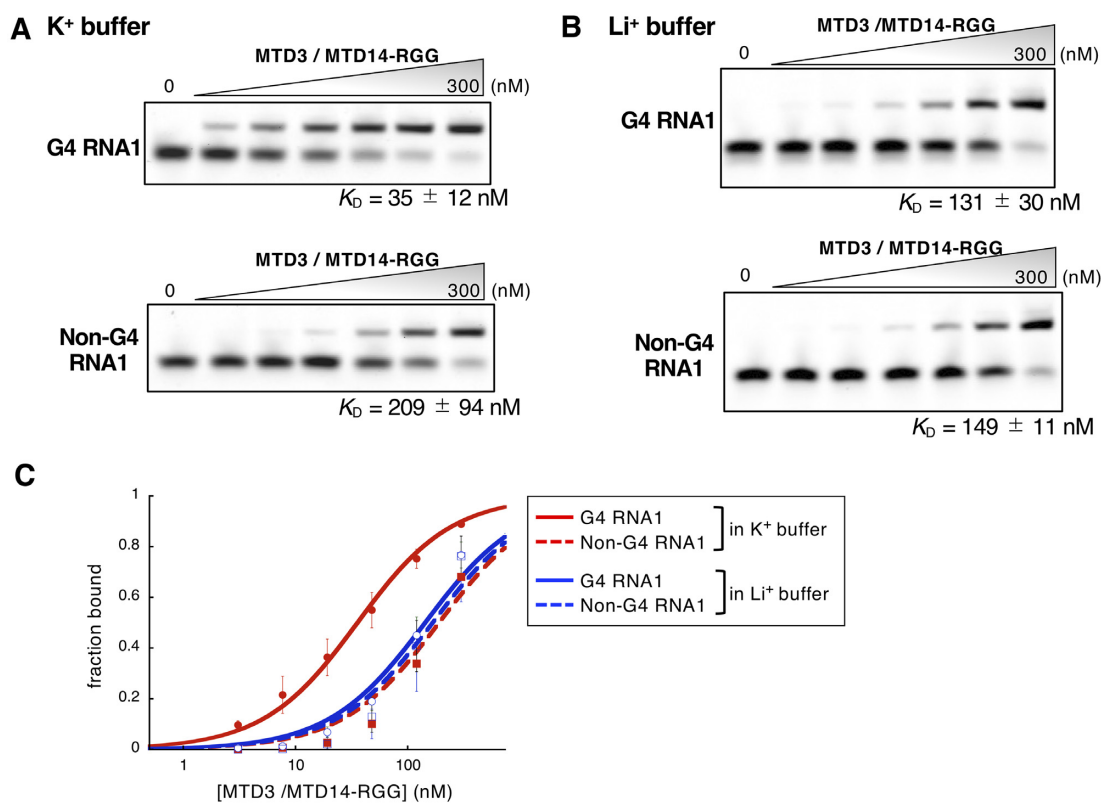 A K⁺ buffer
MTD3 / MTD14-RGG
0 300 (nM)
G4 RNA1
KD = 35 ± 12 nM
MTD3 / MTD14-RGG
0 300 (nM)
Non-G4
RNA1
KD = 209 ± 94 nM
B Li⁺ buffer
MTD3 /MTD14-RGG
0 300 (nM)
G4 RNA1
KD = 131 ± 30 nM
MTD3 / MTD14-RGG
0 300 (nM)
Non-G4
RNA1
KD = 149 ± 11 nM
C
fraction bound
1
0.8
0.6
0.4
0.2
0
1 10 100
[MTD3 /MTD14-RGG] (nM)
G4 RNA1
Non-G4 RNA1
in K⁺ buffer
G4 RNA1
Non-G4 RNA1
in Li⁺ buffer